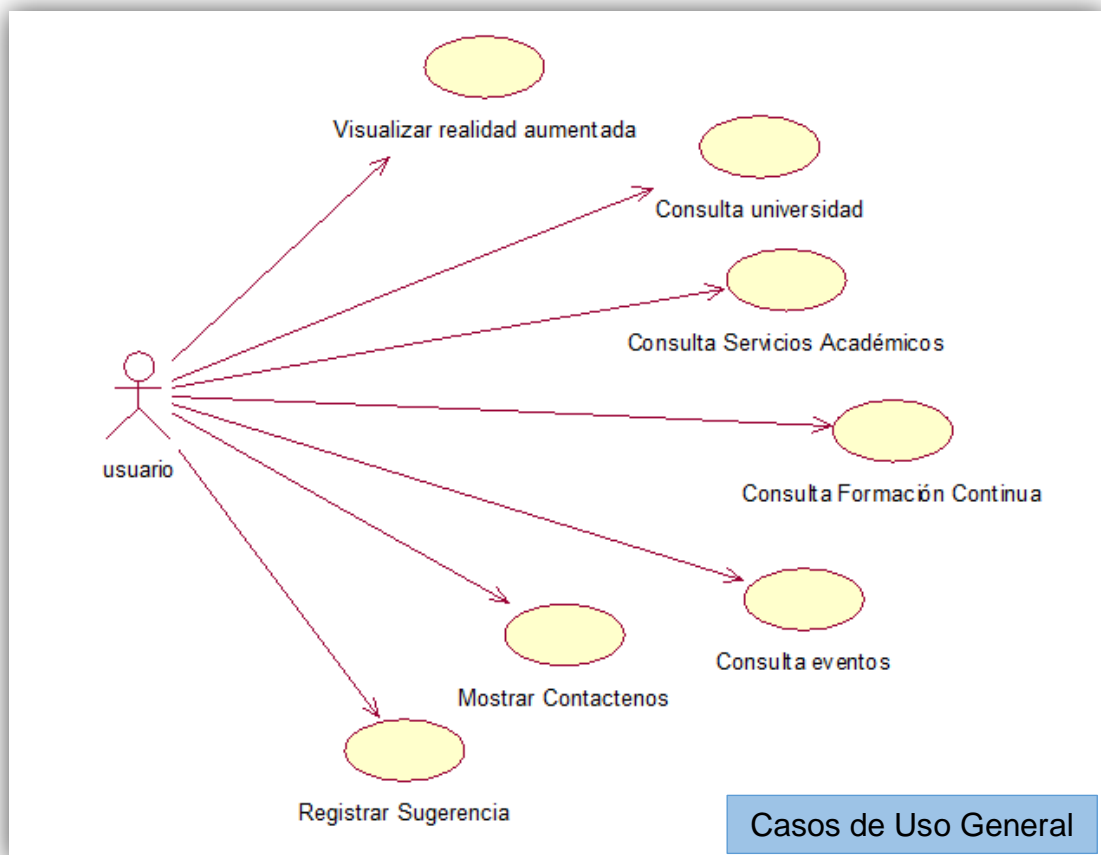 Visualizar realidad aumentada
Consulta universidad
Consulta Servicios Académicos
usuario
Consulta Formación Continua
Consulta eventos
Mostrar Contactenos
Registrar Sugerencia
Casos de Uso General